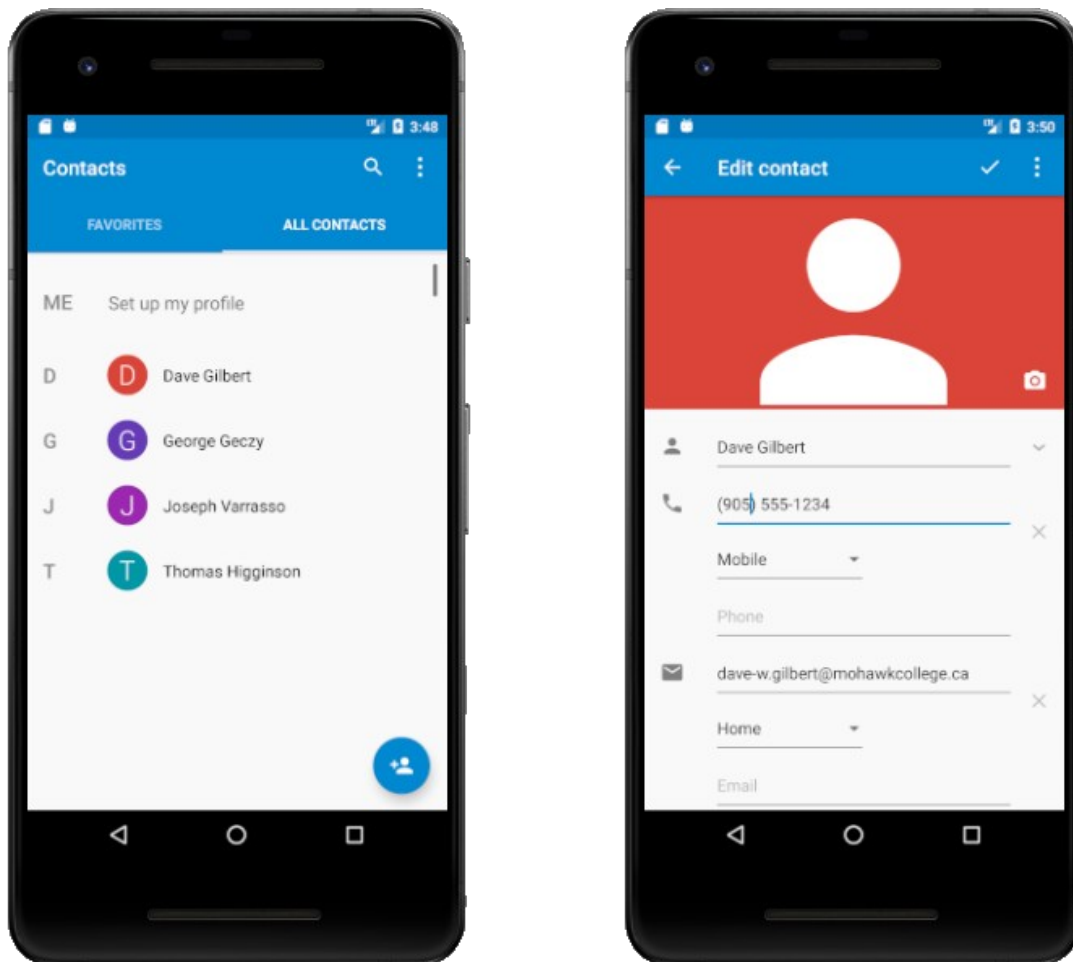 3:48
Contacts
FAVORITES ALL CONTACTS
ME Set up my profile
D D Dave Gilbert
G G George Geczy
J J Joseph Varrasso
T T Thomas Higginson
3:50
Edit contact
Dave Gilbert
(905) 555-1234
Mobile
Phone
dave-w.gilbert@mohawkcollege.ca
Home
Email